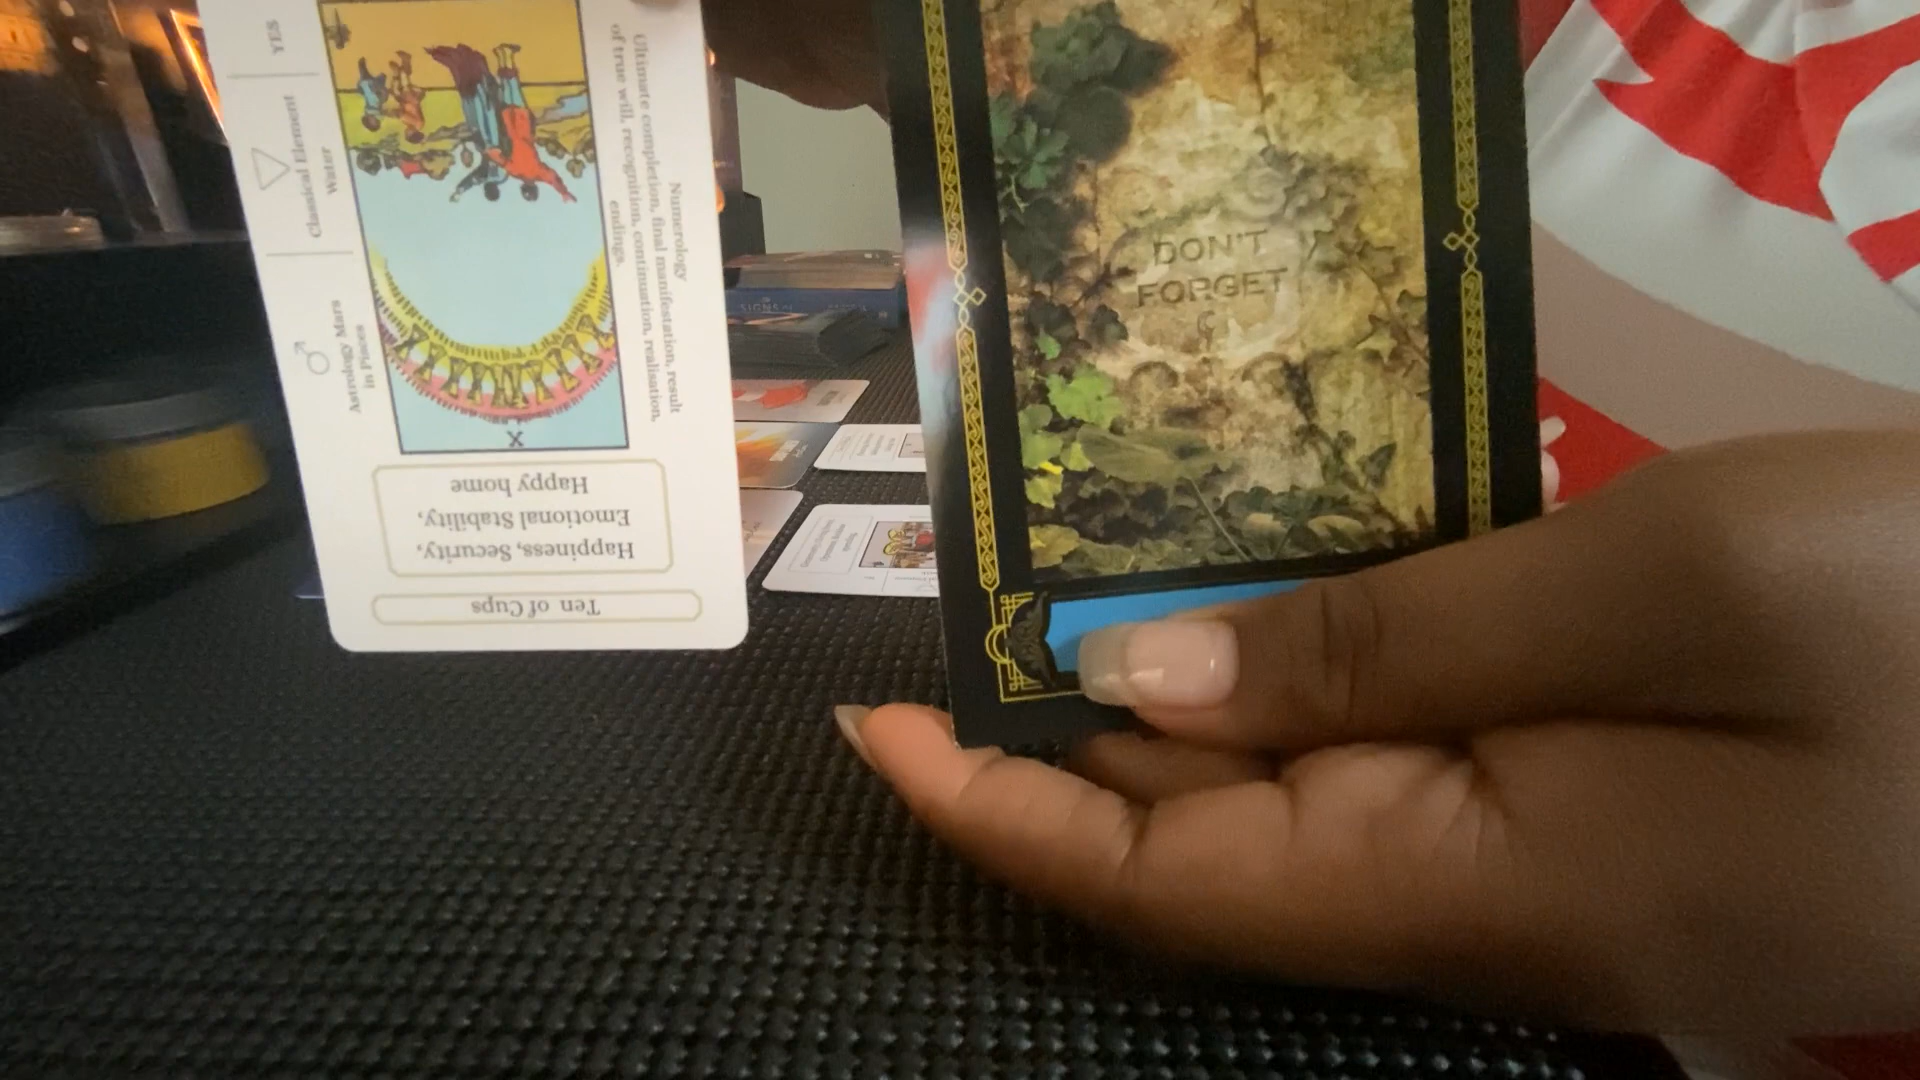 Ten of Cups
Happiness, Security,
Emotional Stability,
Happy home
X
YES
Classical Element
Water
Astrology Mars
in Pisces
Numerology
Ultimate completion, final manifestation, result
of true will, recognition, continuation, realisation,
endings.
DON'T
FORGET
SIGNS